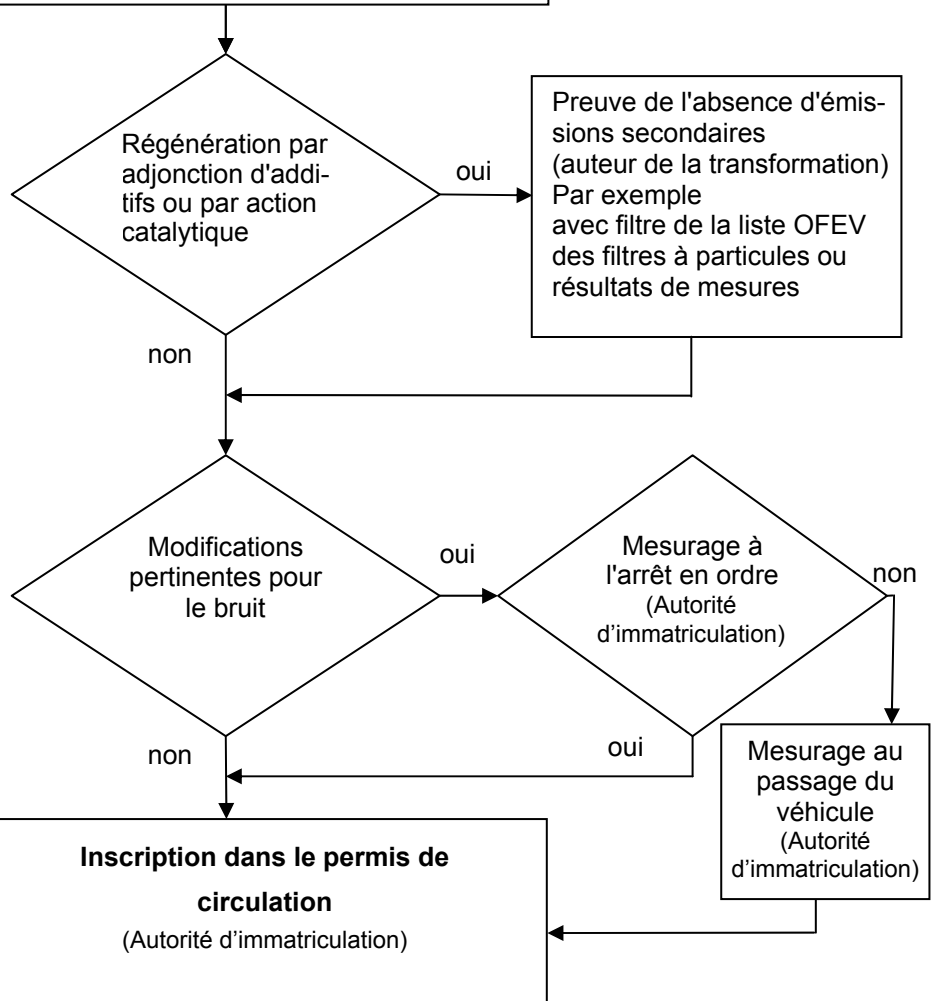 Régénération par
adjonction d'addi-
tifs ou par action
catalytique
oui
Preuve de l'absence d'émis-
sions secondaires
(auteur de la transformation)
Par exemple
avec filtre de la liste OFEV
des filtres à particules ou
résultats de mesures
non
Modifications
pertinentes pour
le bruit
oui
Mesurage à
l'arrêt en ordre
(Autorité
d'immatriculation)
non
non
oui
Mesurage au
passage du
véhicule
(Autorité
d'immatriculation)
Inscription dans le permis de
circulation
(Autorité d'immatriculation)